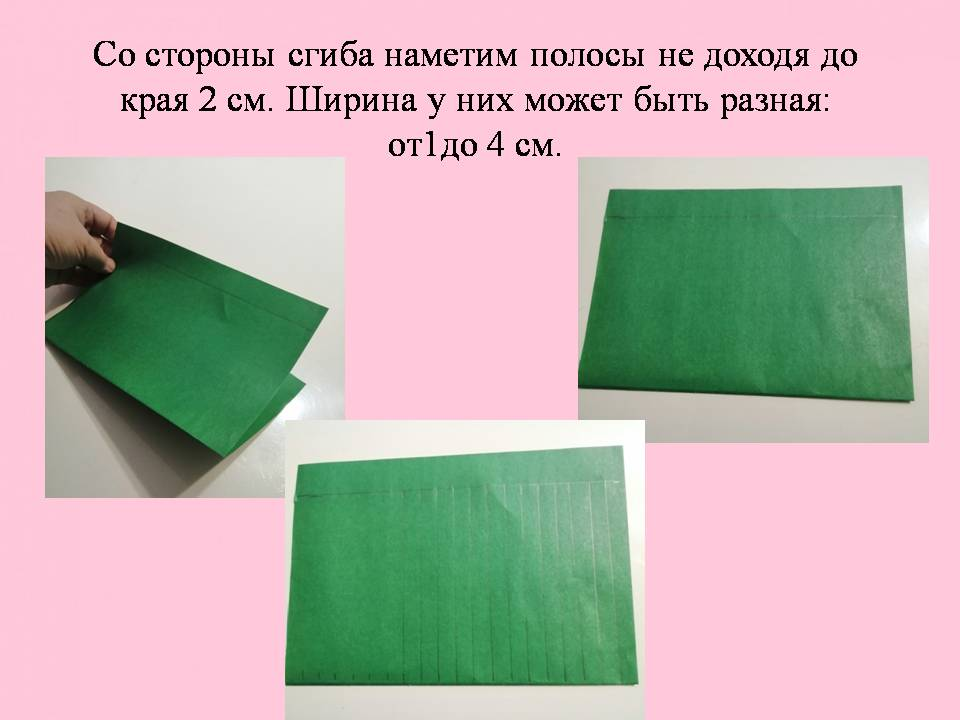 Со стороны сгиба наметим полосы не доходя до
края 2 см. Ширина у них может быть разная:
от1до 4 см.